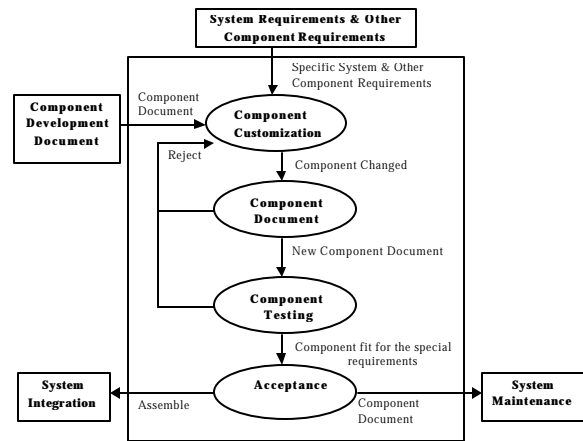 System Requirements & Other
Component Requirements
Specific System & Other
Component Requirements
Component
Development
Document
Component
Document
Component
Customization
Reject
Component Changed
Component
Document
New Component Document
Component
Testing
Component fit for the special
requirements
System
Integration
Assemble
Acceptance
Component
Document
System
Maintenance